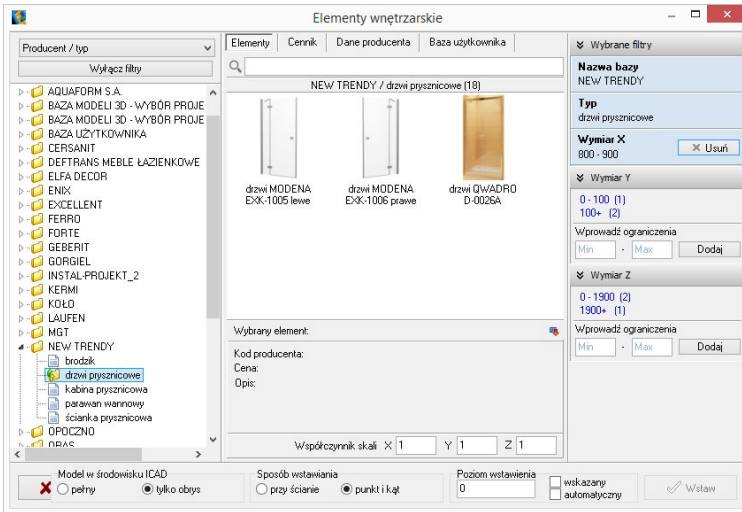 Elementy wnętrzarskie
Producent / typ
Wyłącz filtry
AQUAFORM S.A.
BAZA MODELI 3D - WYBÓR PROJE
BAZA MODELI 3D - WYBÓR PROJE
BAZA UŻYTKOWNIKA
CERSANIT
DEFTRANS MEBLE ŁAZIENKOWE
ELFA DECOR
ENIX
EXCELLENT
FERRO
FORTE
GEBERIT
GORGIEL
INSTAL-PROJEKT_2
KERMI
KOŁO
LAUFEN
MGT
NEW TRENDY
brodzik
drzwi prysznicowe
kabina prysznicowa
parawan wannowy
ścianka prysznicowa
OPOCZNO
ORAS
Elementy Cennik Dane producenta Baza użytkownika
NEW TRENDY / drzwi prysznicowe (18)
drzwi MODENA EXK-1005 lewe
drzwi MODENA EXK-1006 prawe
drzwi QWADRO D-0026A
Wybrany element:
Kod producenta:
Cena:
Opis:
Współczynnik skali X 1 Y 1 Z 1
Wybrane filtry
Nazwa bazy
NEW TRENDY
Typ
drzwi prysznicowe
Wymiar X
800 - 900
Usuń
Wymiar Y
0 - 100 (1)
100+ (2)
Wprowadź ograniczenia
Min - Max Dodaj
Wymiar Z
0 - 1900 (2)
1900+ (1)
Wprowadź ograniczenia
Min - Max Dodaj
Model w środowisku ICAD
pełny tylko obrys
Sposób wstawiania
przy ścianie punkt i kąt
Poziom wstawienia
0
wskazany
automatyczny
Wstaw